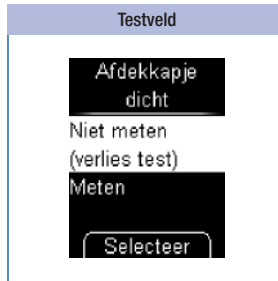 Testveld
Afdekkapje
dicht
Niet meten
(verlies test)
Meten
Selecteer